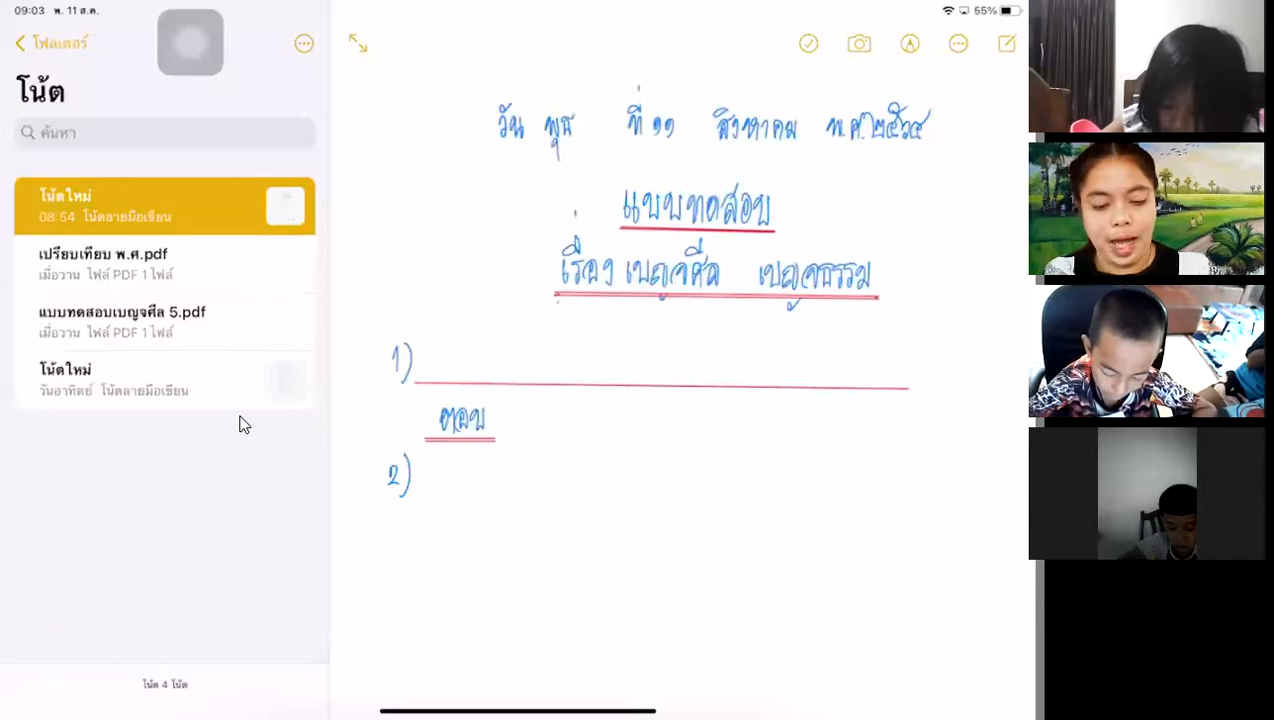 09:03 พ. 11 ส.ค.
55%
โฟลเดอร์
โน้ต
ค้นหา
โน้ตใหม่
08:54 โน้ตลายมือเขียน
เปรียบเทียบ พ.ศ.pdf
เมื่อวาน ไฟล์ PDF 1 ไฟล์
แบบทดสอบเบญจศีล 5.pdf
เมื่อวาน ไฟล์ PDF 1 ไฟล์
โน้ตใหม่
วันอาทิตย์ โน้ตลายมือเขียน
โน้ต 4 โน้ต
วัน พุธ ที่ ๑๑ สิงหาคม พ.ศ.๒๕๖๔
แบบทดสอบ
เรื่อง เบญจศีล เบญจธรรม
1)
ตอบ
2)